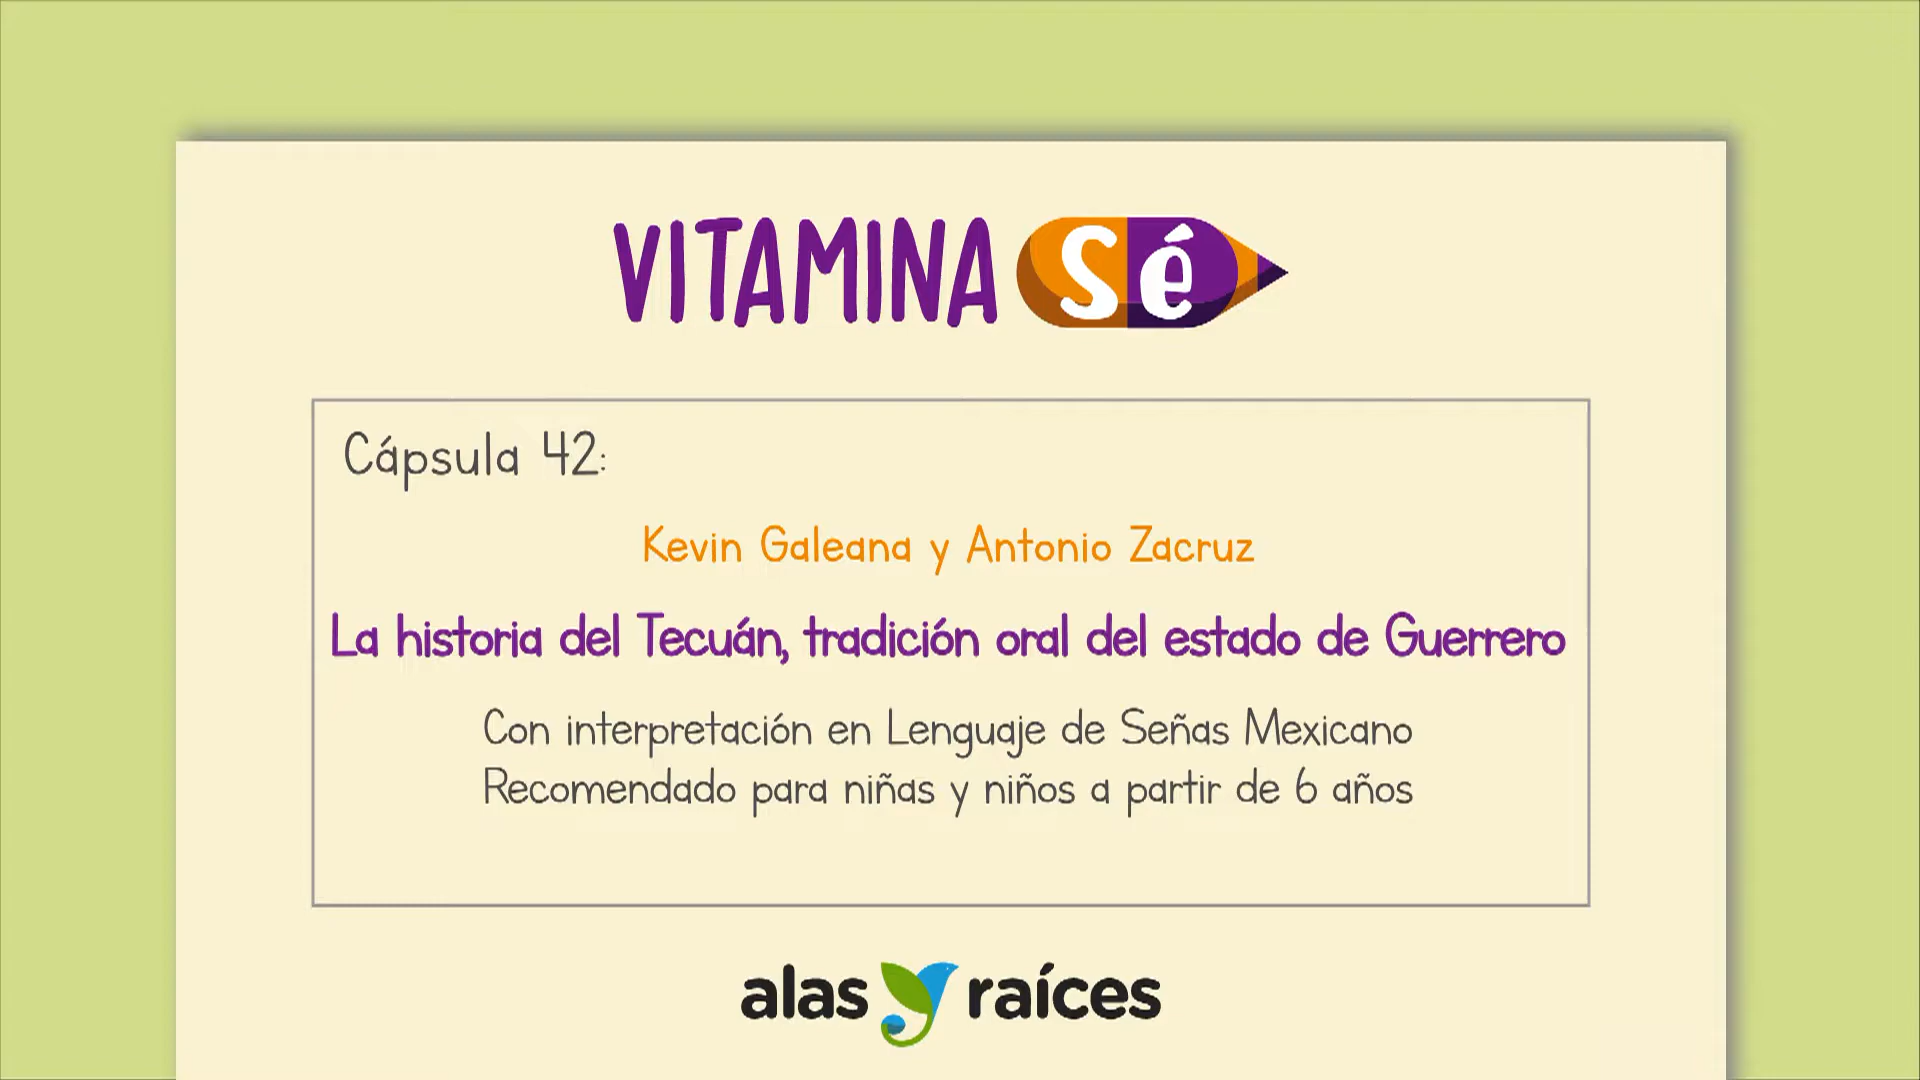 VITAMINA Sé
Cápsula 42:
Kevin Galeana y Antonio Zacruz
La historia del Tecuán, tradición oral del estado de Guerrero
Con interpretación en Lenguaje de Señas Mexicano
Recomendado para niñas y niños a partir de 6 años
alas y raíces